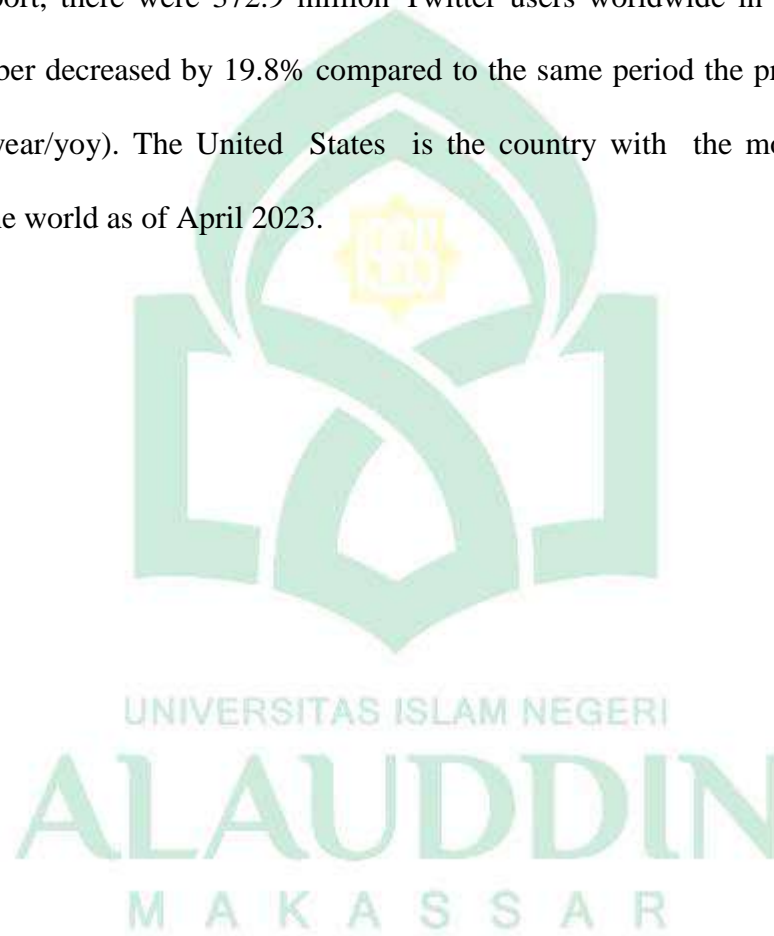 ort, there were 372.9 million Twitter users worldwide in
ber decreased by 19.8% compared to the same period the pr
year/yoy). The United States is the country with the mo
e world as of April 2023.
UNIVERSITAS ISLAM NEGERI
ALAUDDIN
MAKASSAR